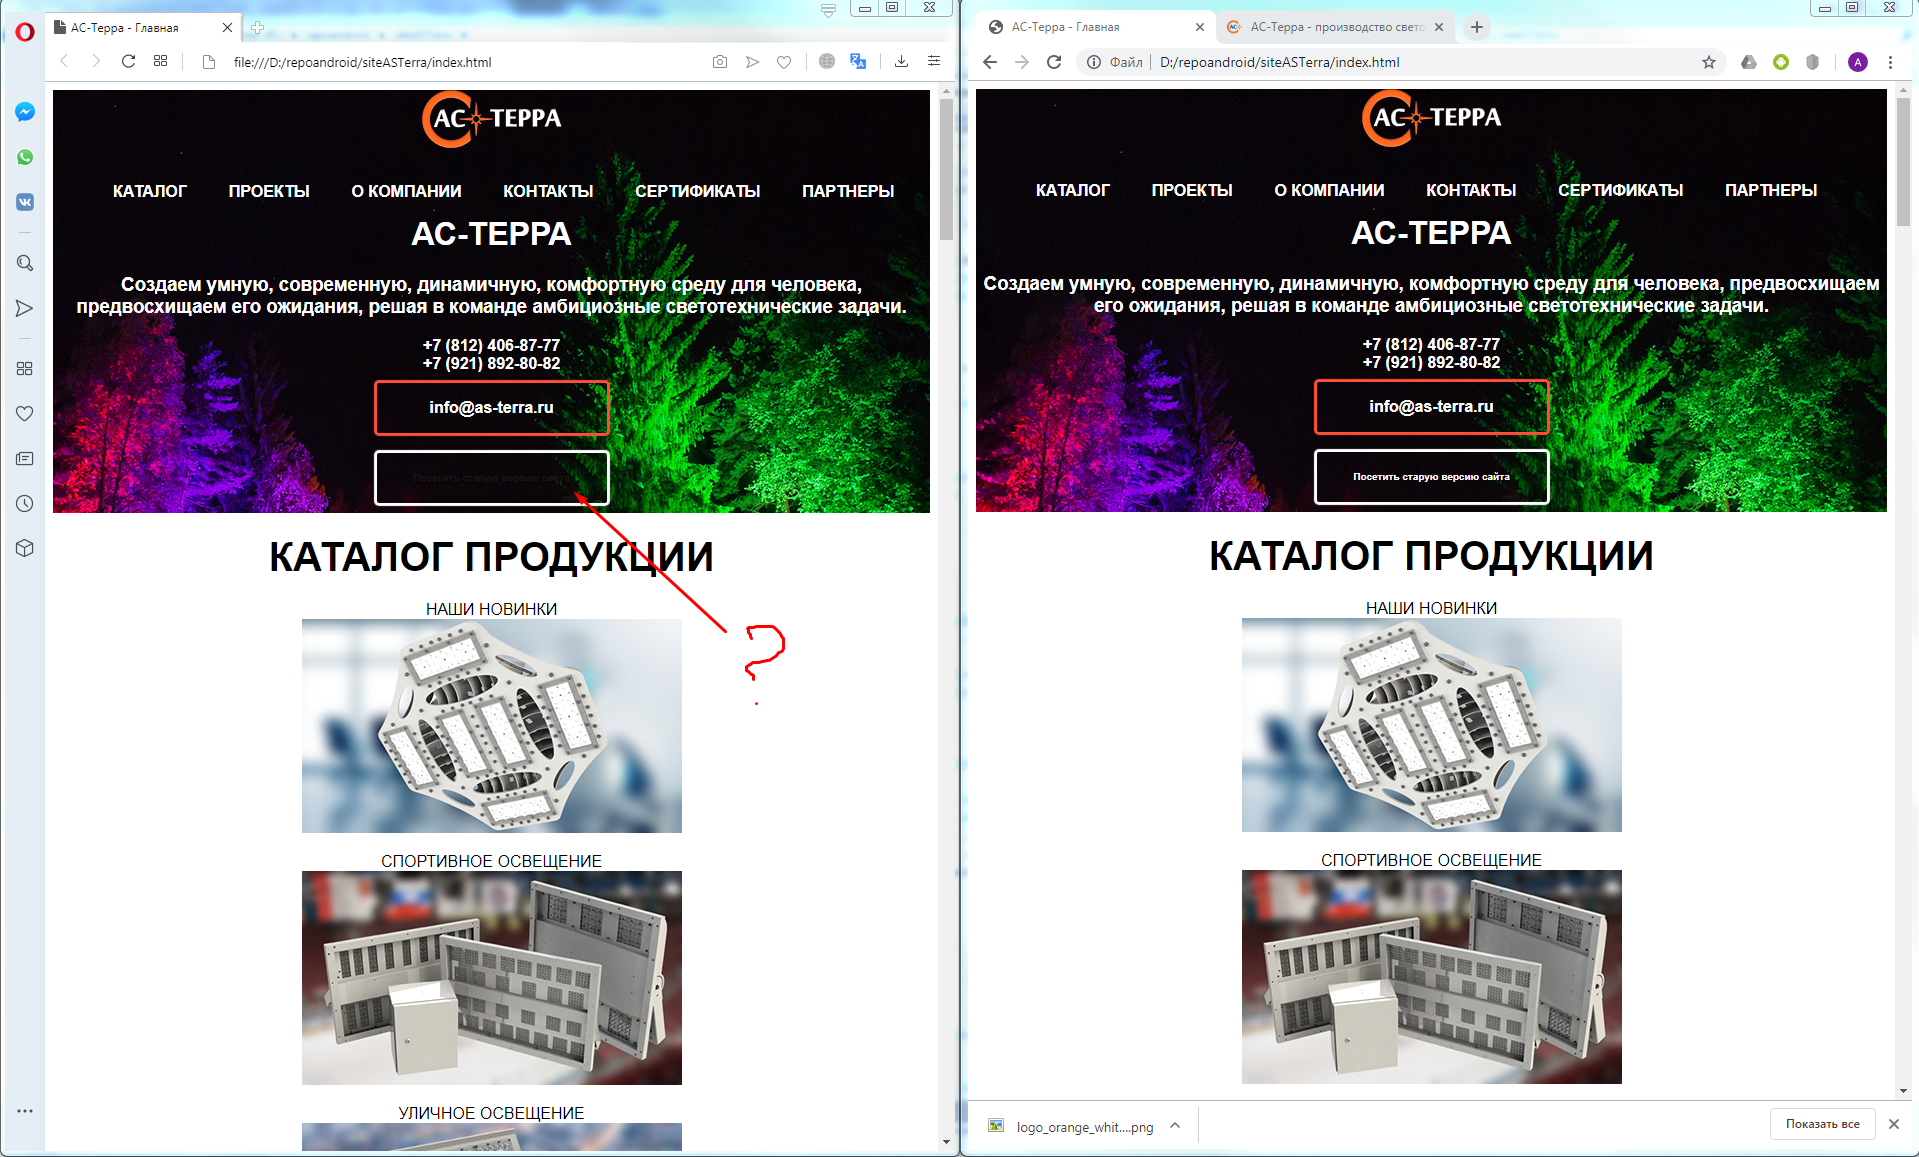 АС-Терра - Главная
file:///D:/repoandroid/siteASTerra/index.html
АС ТЕРРА
КАТАЛОГ ПРОЕКТЫ О КОМПАНИИ КОНТАКТЫ СЕРТИФИКАТЫ ПАРТНЕРЫ
АС-ТЕРРА
Создаем умную, современную, динамичную, комфортную среду для человека,
предвосхищаем его ожидания, решая в команде амбициозные светотехнические задачи.
+7 (812) 406-87-77
+7 (921) 892-80-82
info@as-terra.ru
Посетить старую версию сайта
?
КАТАЛОГ ПРОДУКЦИИ
НАШИ НОВИНКИ
СПОРТИВНОЕ ОСВЕЩЕНИЕ
УЛИЧНОЕ ОСВЕЩЕНИЕ
АС-Терра - Главная
АС-Терра - производство свето
Файл D:/repoandroid/siteASTerra/index.html
A
АС ТЕРРА
КАТАЛОГ ПРОЕКТЫ О КОМПАНИИ КОНТАКТЫ СЕРТИФИКАТЫ ПАРТНЕРЫ
АС-ТЕРРА
Создаем умную, современную, динамичную, комфортную среду для человека, предвосхищаем
его ожидания, решая в команде амбициозные светотехнические задачи.
+7 (812) 406-87-77
+7 (921) 892-80-82
info@as-terra.ru
Посетить старую версию сайта
КАТАЛОГ ПРОДУКЦИИ
НАШИ НОВИНКИ
СПОРТИВНОЕ ОСВЕЩЕНИЕ
logo_orange_whit....png
Показать все